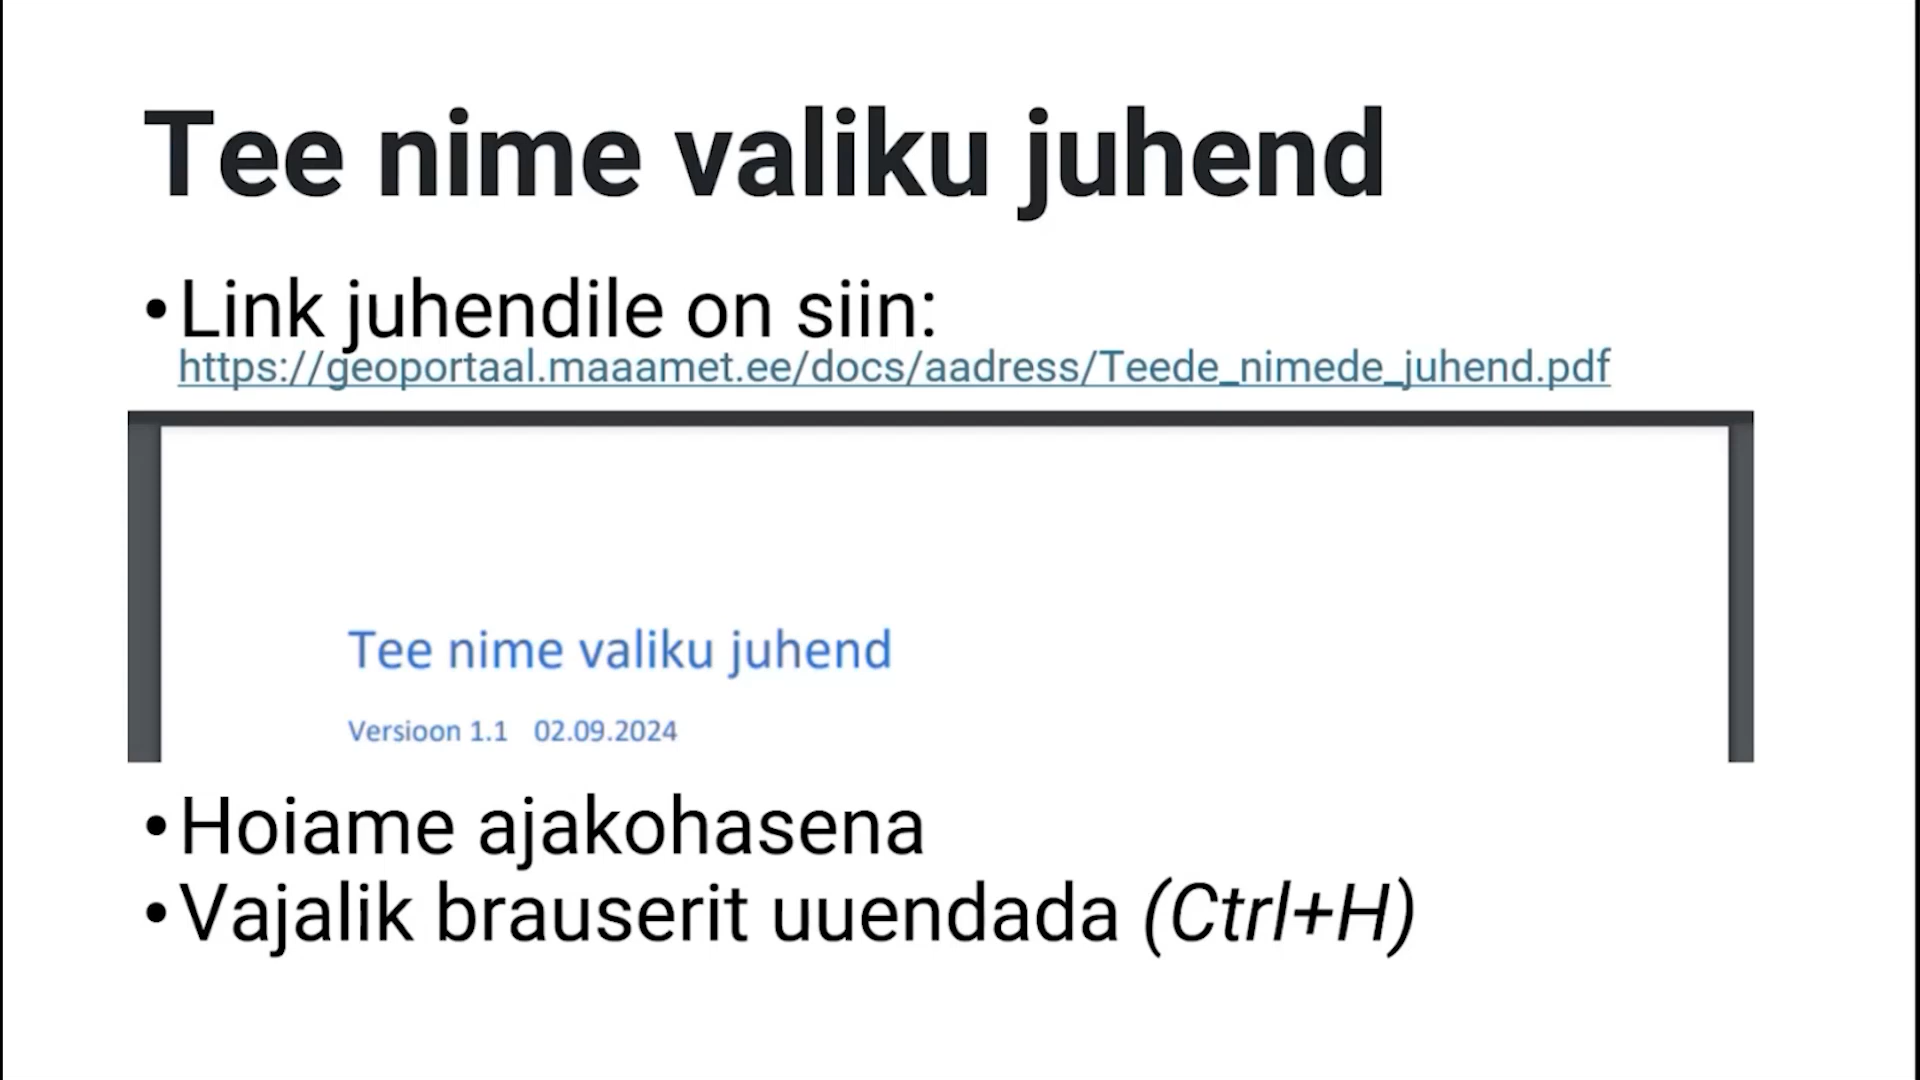 Tee nime valiku juhend
•Link juhendile on siin:
https://geoportaal.maaamet.ee/docs/aadress/Teede_nimede_juhend.pdf
Tee nime valiku juhend
Versioon 1.1 02.09.2024
•Hoiame ajakohasena
•Vajalik brauserit uuendada (Ctrl+H)